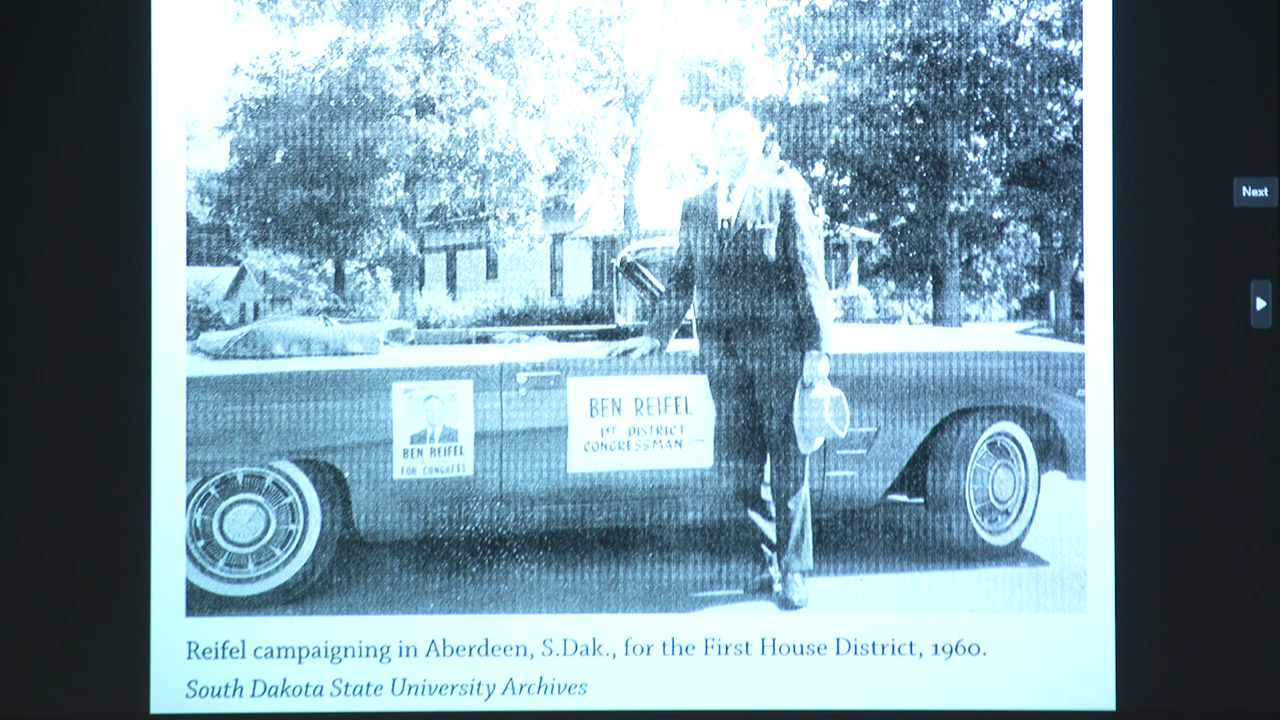 Next
BEN REIFEL
FOR CONGRESS
BEN REIFEL
1ST DISTRICT
CONGRESSMAN
Reifel campaigning in Aberdeen, S.Dak., for the First House District, 1960.
South Dakota State University Archives